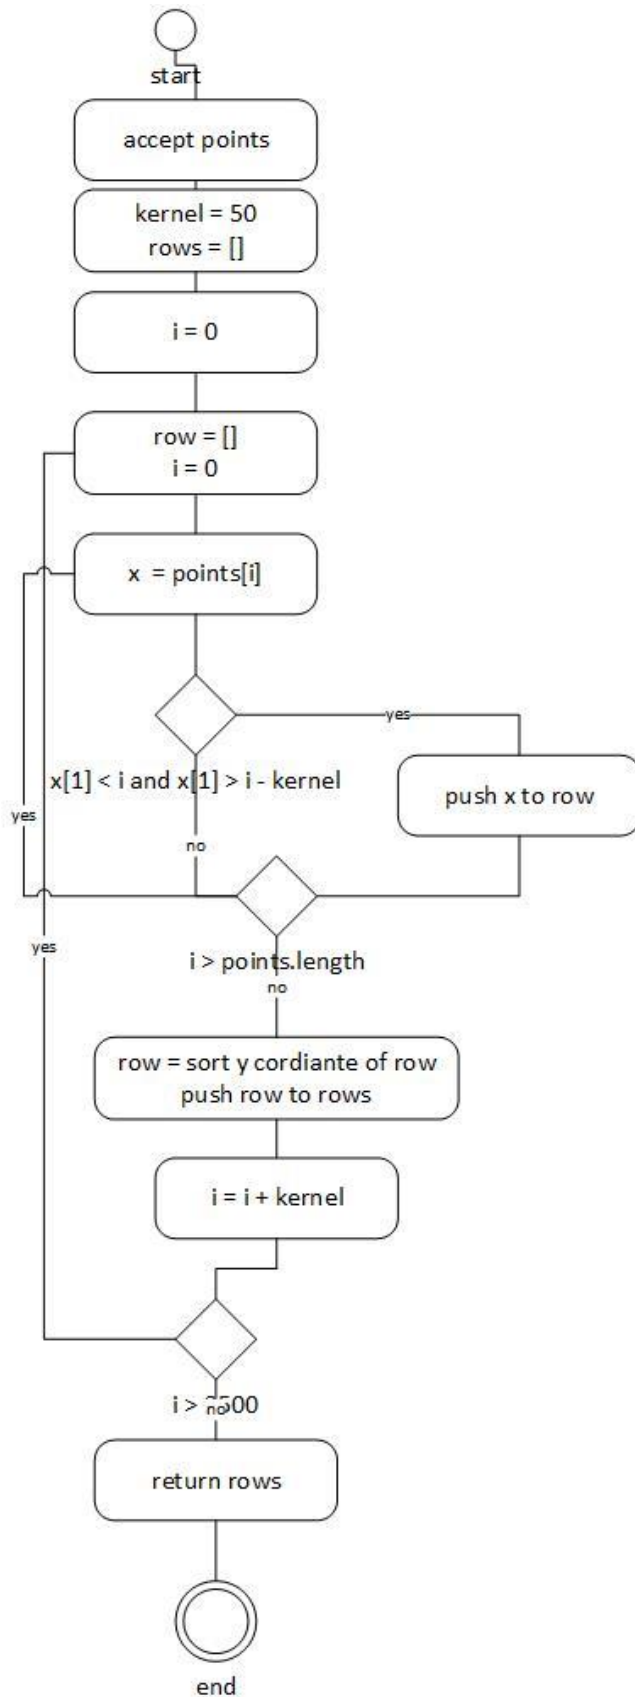 start
accept points
kernel = 50
rows = []
i = 0
row = []
i = 0
x = points[i]
yes
x[1] < i and x[1] > i - kernel
push x to row
yes
no
yes
i > points.length
no
row = sort y cordiante of row
push row to rows
i = i + kernel
i >
no
return rows
end